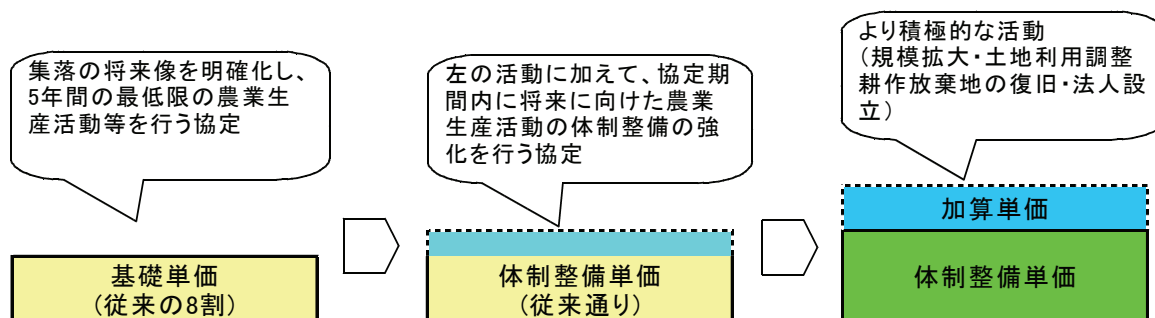 集落の将来像を明確化し、
5年間の最低限の農業生
産活動等を行う協定
左の活動に加えて、協定期
間内に将来に向けた農業
生産活動の体制整備の強
化を行う協定
より積極的な活動
（規模拡大・土地利用調整
耕作放棄地の復旧・法人設
立）
基礎単価
（従来の8割）
体制整備単価
（従来通り）
加算単価
体制整備単価